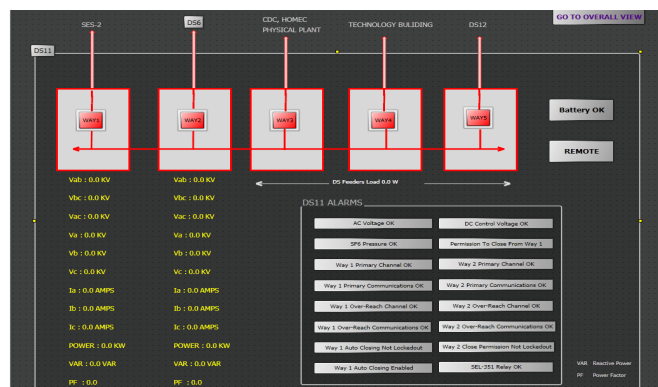 GO TO OVERALL VIEW
SES-2
DS6
CDC, HOMEC
PHYSICAL PLANT
TECHNOLOGY BULIDING
DS12
DS11
WAY1
WAY2
WAY3
WAY4
WAY5
Battery OK
REMOTE
DS Feeders Load 0.0 W
Vab : 0.0 KV
Vab : 0.0 KV
Vbc : 0.0 KV
Vbc : 0.0 KV
Vac : 0.0 KV
Vac : 0.0 KV
Va : 0.0 KV
Va : 0.0 KV
Vb : 0.0 KV
Vb : 0.0 KV
Vc : 0.0 KV
Vc : 0.0 KV
Ia : 0.0 AMPS
Ia : 0.0 AMPS
Ib : 0.0 AMPS
Ib : 0.0 AMPS
Ic : 0.0 AMPS
Ic : 0.0 AMPS
POWER : 0.0 KW
POWER : 0.0 KW
VAR : 0.0 VAR
VAR : 0.0 VAR
PF : 0.0
PF : 0.0
DS11 ALARMS
AC Voltage OK
DC Control Voltage OK
SF6 Pressure OK
Permission To Close From Way 1
Way 1 Primary Channel OK
Way 2 Primary Channel OK
Way 1 Primary Communications OK
Way 2 Primary Communications OK
Way 1 Over-Reach Channel OK
Way 2 Over-Reach Channel OK
Way 1 Over-Reach Communications OK
Way 2 Over-Reach Communications OK
Way 1 Auto Closing Not Lockedout
Way 2 Close Permission Not Lockedout
Way 1 Auto Closing Enabled
SEL-351 Relay OK
VAR Reactive Power
PF Power Factor